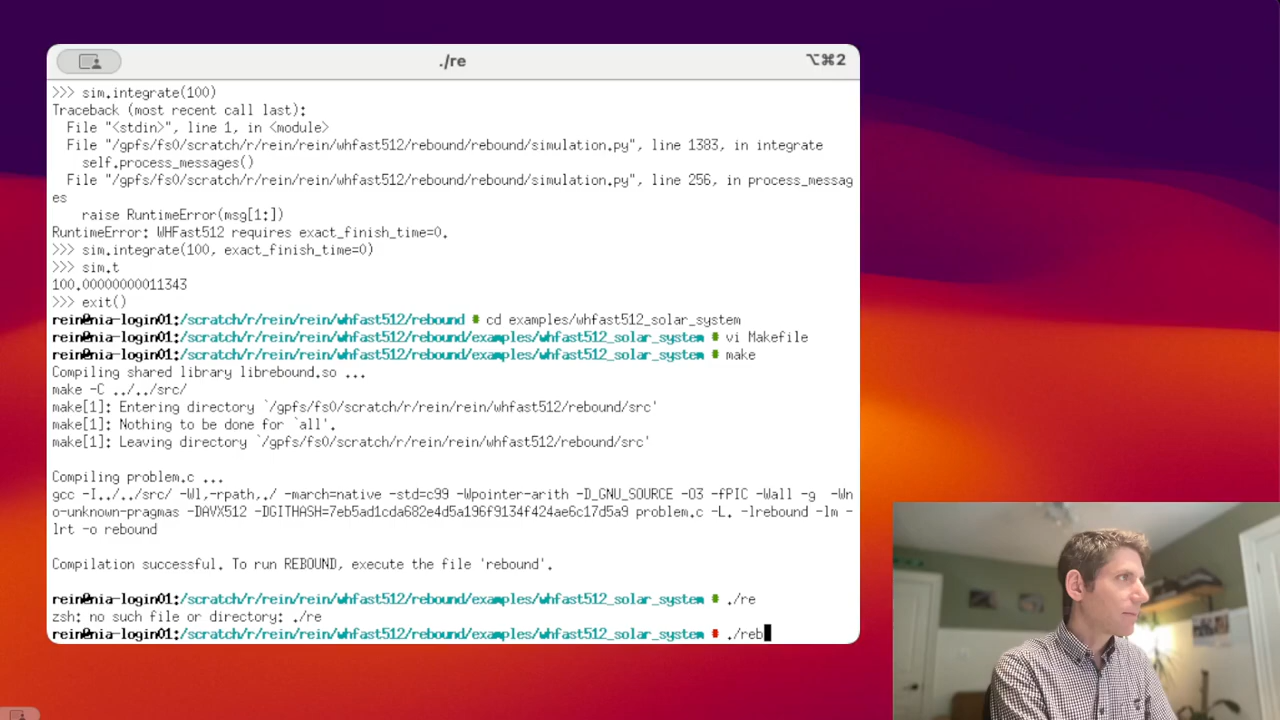 ./re
⌥⌘2
>>> sim.integrate(100)
Traceback (most recent call last):
  File "<stdin>", line 1, in <module>
  File "/gpfs/fs0/scratch/r/rein/rein/whfast512/rebound/rebound/simulation.py", line 1383, in integrate
    self.process_messages()
  File "/gpfs/fs0/scratch/r/rein/rein/whfast512/rebound/rebound/simulation.py", line 256, in process_messag
es
    raise RuntimeError(msg[1:])
RuntimeError: WHFast512 requires exact_finish_time=0.
>>> sim.integrate(100, exact_finish_time=0)
>>> sim.t
100.00000000011343
>>> exit()
rein@nia-login01:/scratch/r/rein/rein/whfast512/rebound cd examples/whfast512_solar_system
rein@nia-login01:/scratch/r/rein/rein/whfast512/rebound/examples/whfast512_solar_system vi Makefile
rein@nia-login01:/scratch/r/rein/rein/whfast512/rebound/examples/whfast512_solar_system make
Compiling shared library librebound.so ...
make -C ../../src/
make[1]: Entering directory `/gpfs/fs0/scratch/r/rein/rein/whfast512/rebound/src'
make[1]: Nothing to be done for `all'.
make[1]: Leaving directory `/gpfs/fs0/scratch/r/rein/rein/whfast512/rebound/src'
Compiling problem.c ...
gcc -I../../src/ -Wl,-rpath,./ -march=native -std=c99 -Wpointer-arith -D_GNU_SOURCE -O3 -fPIC -Wall -g  -Wn
o-unknown-pragmas -DAVX512 -DGITHASH=7eb5ad1cda682e4d5a196f9134f424ae6c17d5a9 problem.c -L. -lrebound -lm -
lrt -o rebound
Compilation successful. To run REBOUND, execute the file 'rebound'.
rein@nia-login01:/scratch/r/rein/rein/whfast512/rebound/examples/whfast512_solar_system ./re
zsh: no such file or directory: ./re
rein@nia-login01:/scratch/r/rein/rein/whfast512/rebound/examples/whfast512_solar_system ./reb